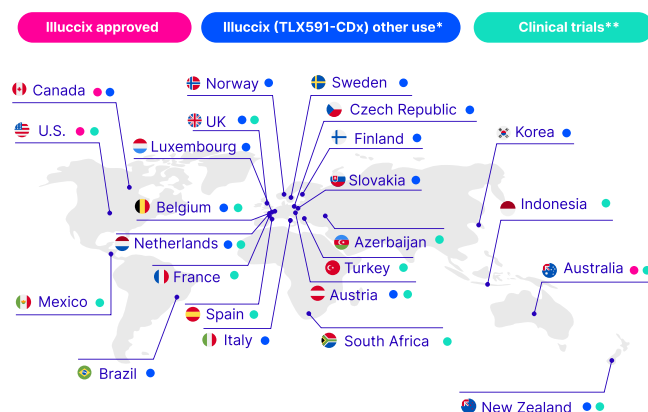 Illuccix approved
Illuccix (TLX591-CDx) other use*
Clinical trials**
Norway
Sweden
Canada
Czech Republic
UK
U.S.
Finland
Korea
Luxembourg
Slovakia
Belgium
Indonesia
Netherlands
Azerbaijan
France
Turkey
Australia
Austria
Mexico
Spain
Italy
South Africa
Brazil
New Zealand